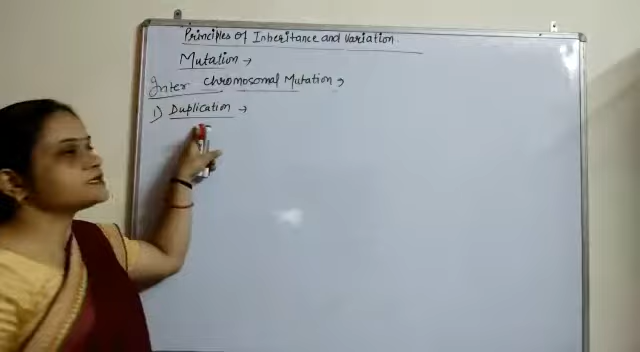 Principles of Inheritance and Variation.
Mutation →
Inter chromosomal Mutation →
1) Duplication →